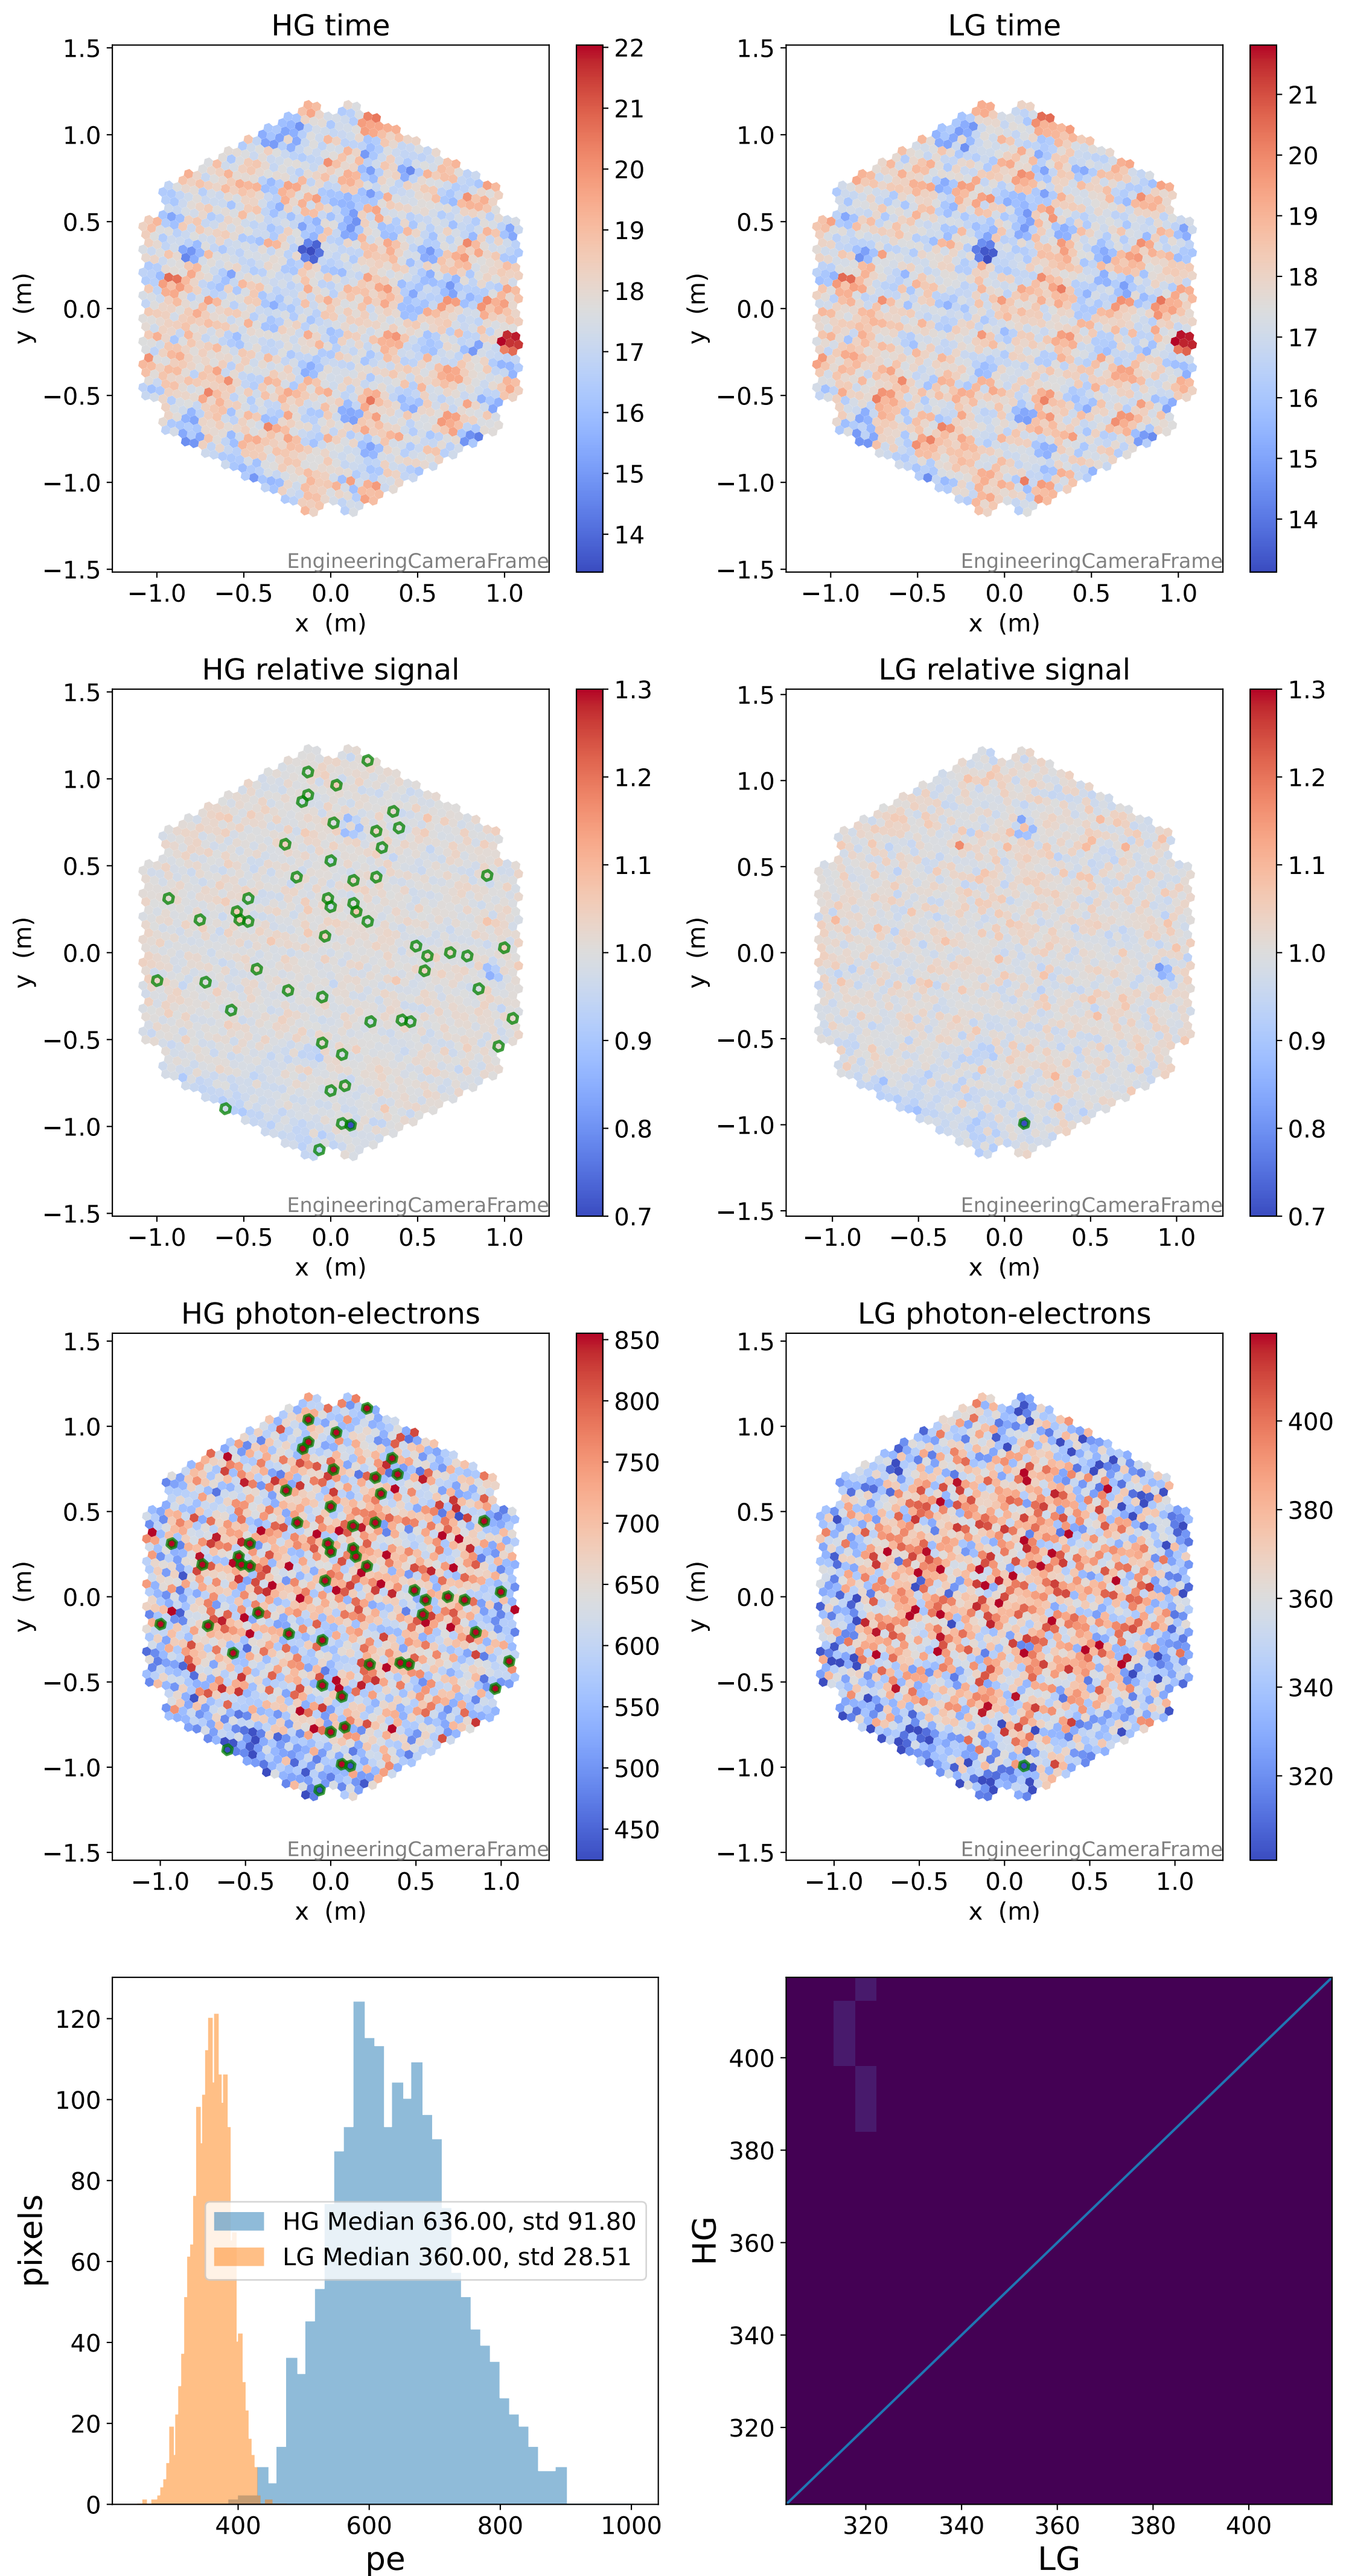 HG time
1.5
1.0
0.5
0.0
−0.5
−1.0
−1.5
y (m)
−1.0 −0.5 0.0 0.5 1.0
x (m)
EngineeringCameraFrame
22
21
20
19
18
17
16
15
14
LG time
1.5
1.0
0.5
0.0
−0.5
−1.0
−1.5
y (m)
−1.0 −0.5 0.0 0.5 1.0
x (m)
EngineeringCameraFrame
21
20
19
18
17
16
15
14
HG relative signal
1.5
1.0
0.5
0.0
−0.5
−1.0
−1.5
y (m)
−1.0 −0.5 0.0 0.5 1.0
x (m)
EngineeringCameraFrame
1.3
1.2
1.1
1.0
0.9
0.8
0.7
LG relative signal
1.5
1.0
0.5
0.0
−0.5
−1.0
−1.5
y (m)
−1.0 −0.5 0.0 0.5 1.0
x (m)
EngineeringCameraFrame
1.3
1.2
1.1
1.0
0.9
0.8
0.7
HG photon-electrons
1.5
1.0
0.5
0.0
−0.5
−1.0
−1.5
y (m)
−1.0 −0.5 0.0 0.5 1.0
x (m)
EngineeringCameraFrame
850
800
750
700
650
600
550
500
450
LG photon-electrons
1.5
1.0
0.5
0.0
−0.5
−1.0
−1.5
y (m)
−1.0 −0.5 0.0 0.5 1.0
x (m)
EngineeringCameraFrame
400
380
360
340
320
120
100
80
60
40
20
0
pixels
HG Median 636.00, std 91.80
LG Median 360.00, std 28.51
400 600 800 1000
pe
400
380
360
340
320
HG
320 340 360 380 400
LG